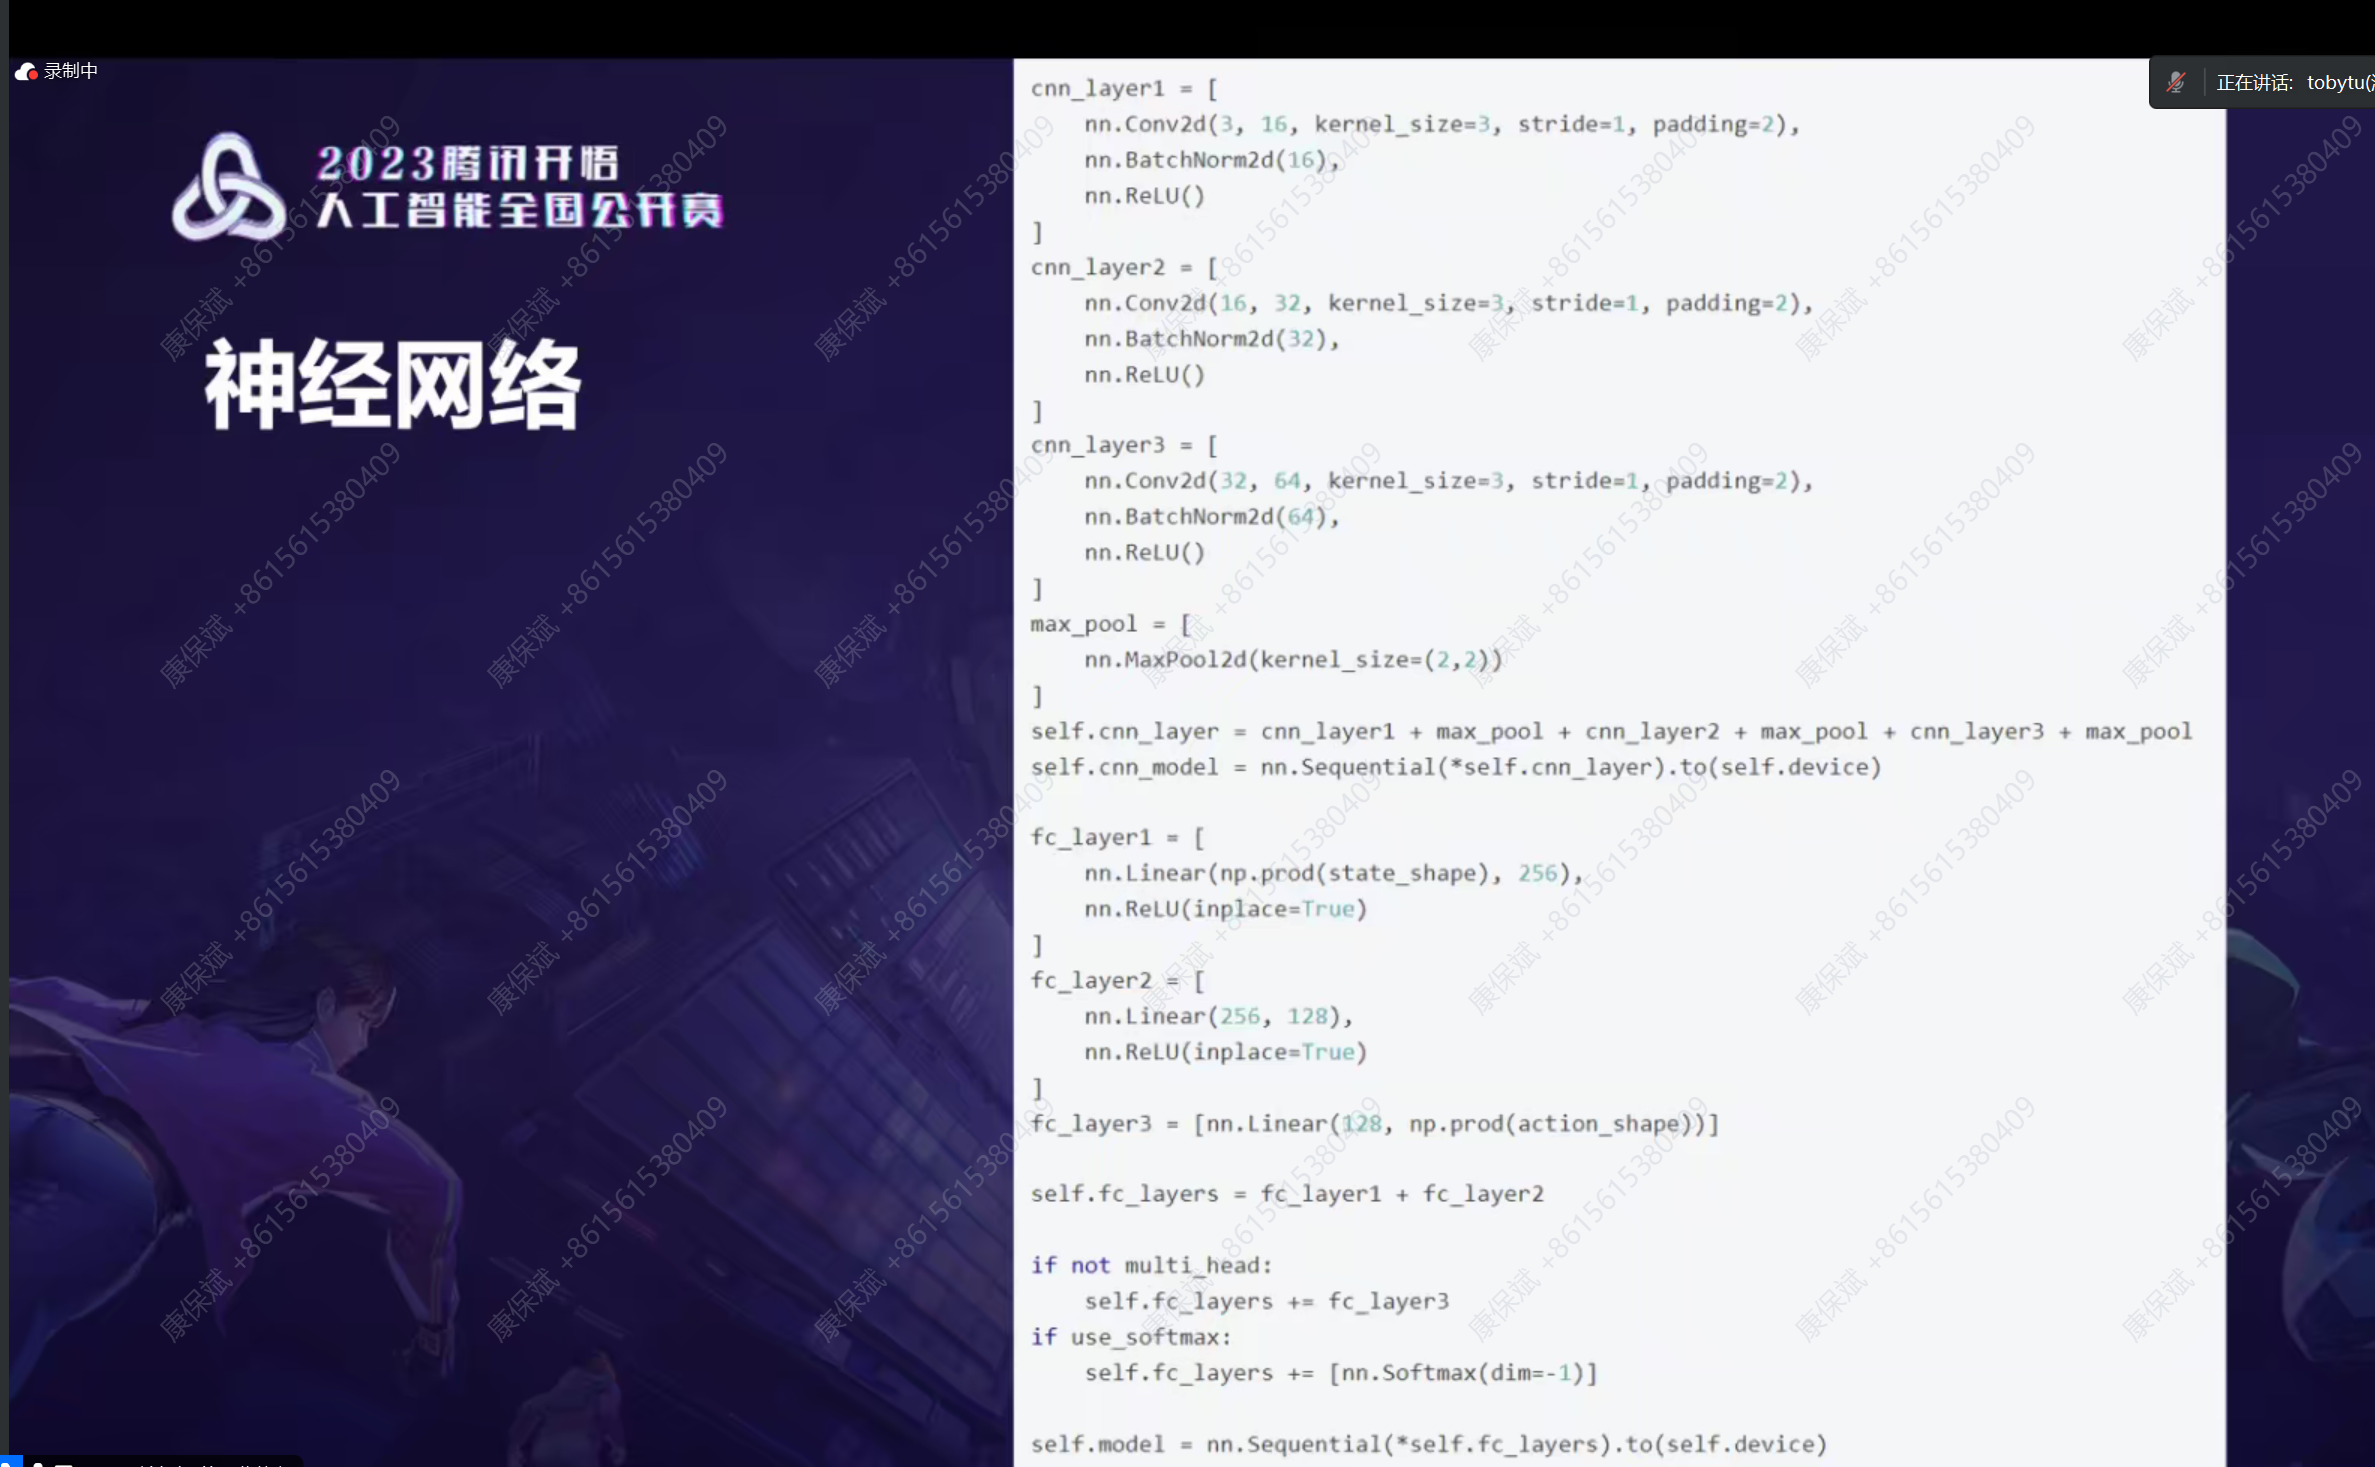 录制中
正在讲话: tobytu(
2023腾讯开悟
人工智能全国公开赛
神经网络
cnn_layer1 = [
    nn.Conv2d(3, 16, kernel_size=3, stride=1, padding=2),
    nn.BatchNorm2d(16),
    nn.ReLU()
]
cnn_layer2 = [
    nn.Conv2d(16, 32, kernel_size=3, stride=1, padding=2),
    nn.BatchNorm2d(32),
    nn.ReLU()
]
cnn_layer3 = [
    nn.Conv2d(32, 64, kernel_size=3, stride=1, padding=2),
    nn.BatchNorm2d(64),
    nn.ReLU()
]
max_pool = [
    nn.MaxPool2d(kernel_size=(2,2))
]
self.cnn_layer = cnn_layer1 + max_pool + cnn_layer2 + max_pool + cnn_layer3 + max_pool
self.cnn_model = nn.Sequential(*self.cnn_layer).to(self.device)
fc_layer1 = [
    nn.Linear(np.prod(state_shape), 256),
    nn.ReLU(inplace=True)
]
fc_layer2 = [
    nn.Linear(256, 128),
    nn.ReLU(inplace=True)
]
fc_layer3 = [nn.Linear(128, np.prod(action_shape))]
self.fc_layers = fc_layer1 + fc_layer2
if not multi_head:
    self.fc_layers += fc_layer3
if use_softmax:
    self.fc_layers += [nn.Softmax(dim=-1)]
self.model = nn.Sequential(*self.fc_layers).to(self.device)
康保斌 +8615615380409